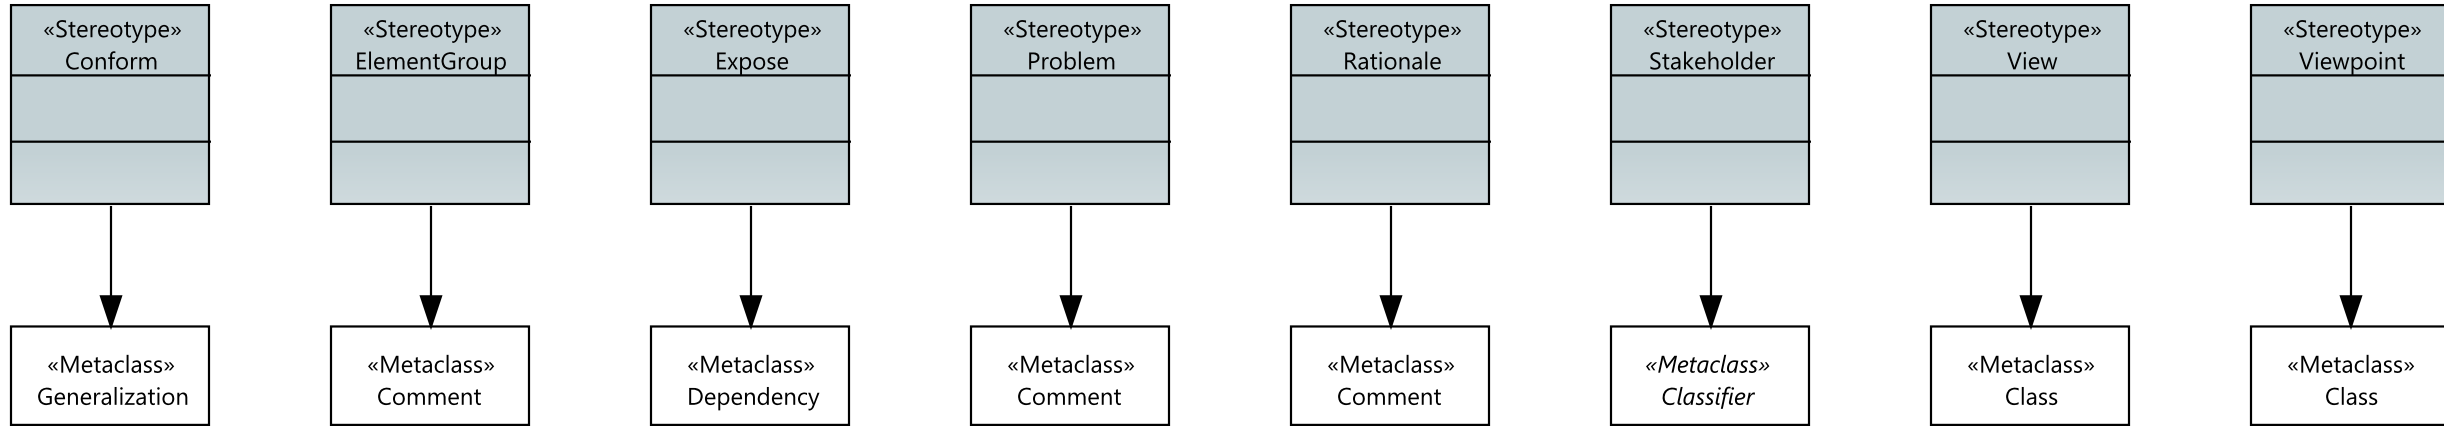 «Stereotype»
Conform
«Stereotype»
ElementGroup
«Stereotype»
Expose
«Stereotype»
Problem
«Stereotype»
Rationale
«Stereotype»
Stakeholder
«Stereotype»
View
«Stereotype»
Viewpoint
«Metaclass»
Generalization
«Metaclass»
Comment
«Metaclass»
Dependency
«Metaclass»
Comment
«Metaclass»
Comment
«Metaclass»
Classifier
«Metaclass»
Class
«Metaclass»
Class